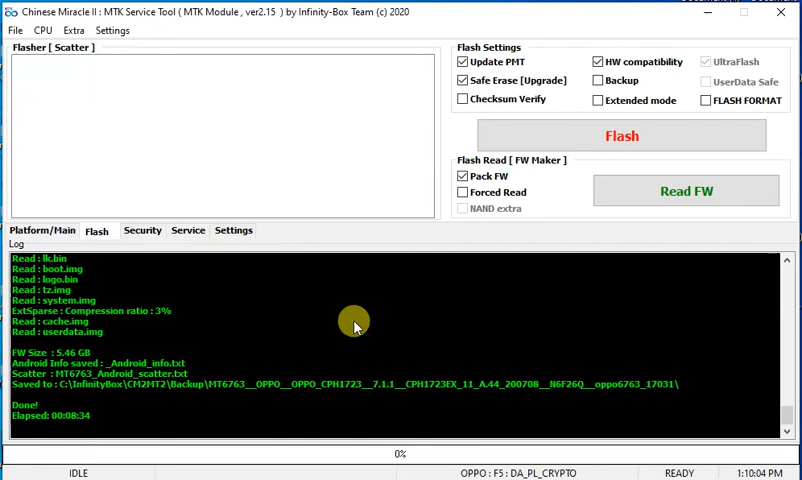 Chinese Miracle II : MTK Service Tool ( MTK Module , ver2.15 ) by Infinity-Box Team (c) 2020
File CPU Extra Settings
Flasher [ Scatter ]
Flash Settings
Update PMT HW compatibility UltraFlash
Safe Erase [Upgrade] Backup UserData Safe
Checksum Verify Extended mode FLASH FORMAT
Flash
Flash Read [ FW Maker ]
Pack FW
Forced Read
NAND extra
Read FW
Platform/Main Flash Security Service Settings
Log
Read : lk.bin
Read : boot.img
Read : logo.bin
Read : tz.img
Read : system.img
ExtSparse : Compression ratio : 3%
Read : cache.img
Read : userdata.img
FW Size : 5.46 GB
Android Info saved : _Android_info.txt
Scatter : MT6763_Android_scatter.txt
Saved to : C:\InfinityBox\CM2MT2\Backup\MT6763__OPPO__OPPO_CPH1723__7.1.1__CPH1723EX_11_A.44_200708__N6F26Q__oppo6763_17031\
Done!
Elapsed: 00:08:34
0%
IDLE OPPO : F5 : DA_PL_CRYPTO READY 1:10:04 PM